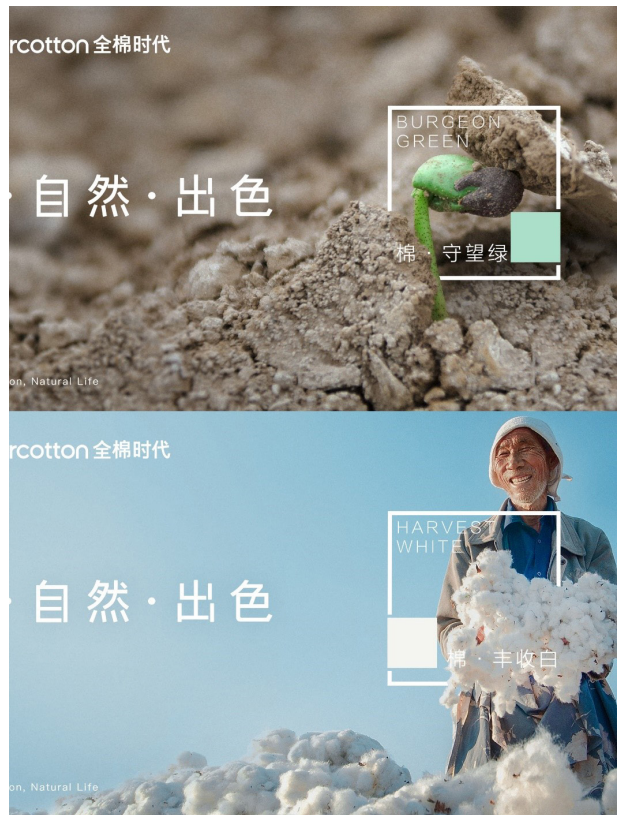 rcotton 全棉时代
BURGEON
GREEN
·自然·出色
棉·守望绿
on, Natural Life
rcotton 全棉时代
HARVEST
WHITE
·自然·出色
棉·丰收白
on, Natural Life